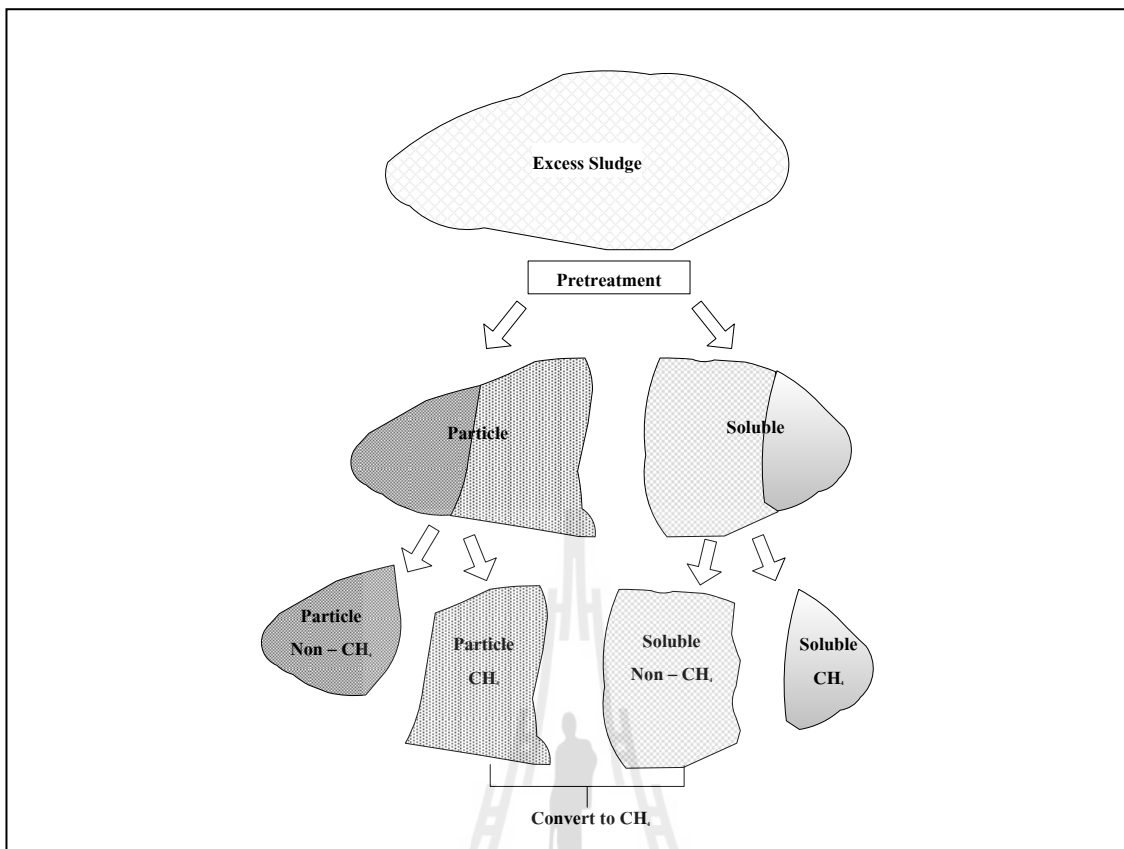 Excess Sludge
Pretreatment
Particle
Soluble
Particle
Non – CH₄
Particle
CH₄
Soluble
Non – CH₄
Soluble
CH₄
Convert to CH₄